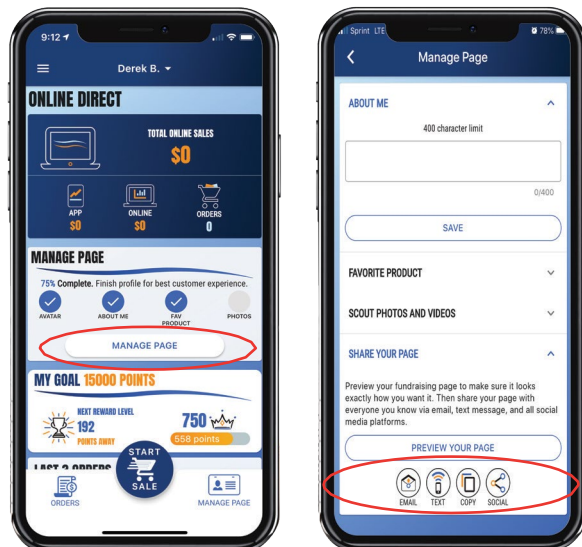 9:12
Derek B.
ONLINE DIRECT
TOTAL ONLINE SALES
$0
APP
$0
ONLINE
$0
ORDERS
0
MANAGE PAGE
75% Complete. Finish profile for best customer experience.
AVATAR
ABOUT ME
FAV
PRODUCT
PHOTOS
MANAGE PAGE
MY GOAL 15000 POINTS
NEXT REWARD LEVEL
192
POINTS AWAY
750
558 points
LAST 3 ORDERS
START
SALE
ORDERS
MANAGE PAGE
Sprint LTE
78%
Manage Page
ABOUT ME
400 character limit
0/400
SAVE
FAVORITE PRODUCT
SCOUT PHOTOS AND VIDEOS
SHARE YOUR PAGE
Preview your fundraising page to make sure it looks
exactly how you want it. Then share your page with
everyone you know via email, text message, and all social
media platforms.
PREVIEW YOUR PAGE
EMAIL
TEXT
COPY
SOCIAL